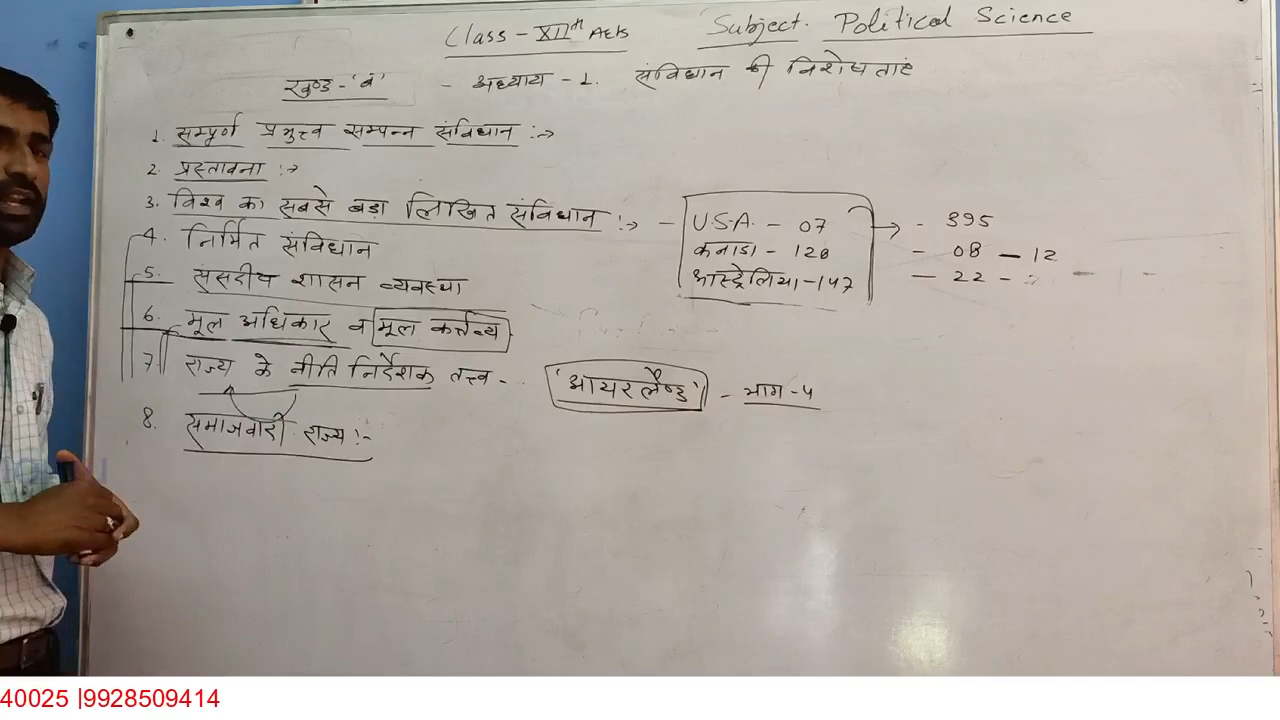 Class - XIIth Arts Subject. Political Science
खण्ड - 'ब' - अध्याय - 1. संविधान की विशेषताएं
1. सम्पूर्ण प्रभुत्त्व सम्पन्न संविधान :->
2. प्रस्तावना :->
3. विश्व का सबसे बड़ा लिखित संविधान :-> - U.S.A. - 07 -> - 395
कनाडा - 128 - 08 - 12
4. निर्मित संविधान
आस्ट्रेलिया - 147 - 22 -
5. संसदीय शासन व्यवस्था
6. मूल अधिकार व मूल कर्त्तव्य
7 राज्य के नीति निर्देशक तत्त्व - 'आयरलैण्ड' - भाग - 4
8. समाजवादी राज्य :-
40025 |9928509414